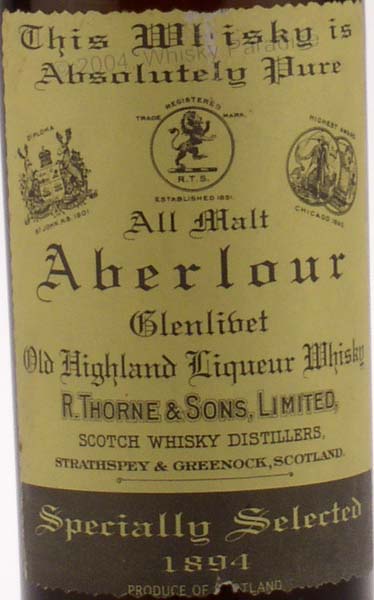 This Whisky is
© 2004 Whisky Paradise
Absolutely Pure
REGISTERED
TRADE MARK.
R.T.S.
ESTABLISHED 1831.
DIPLOMA
ST JOHN, N.B. 1901
HIGHEST AWARD
CHICAGO, 1893.
All Malt
Aberlour
Glenlivet
Old Highland Liqueur Whisky
R. THORNE & SONS, LIMITED,
SCOTCH WHISKY DISTILLERS,
STRATHSPEY & GREENOCK, SCOTLAND.
Specially Selected
1894
PRODUCE OF SCOTLAND